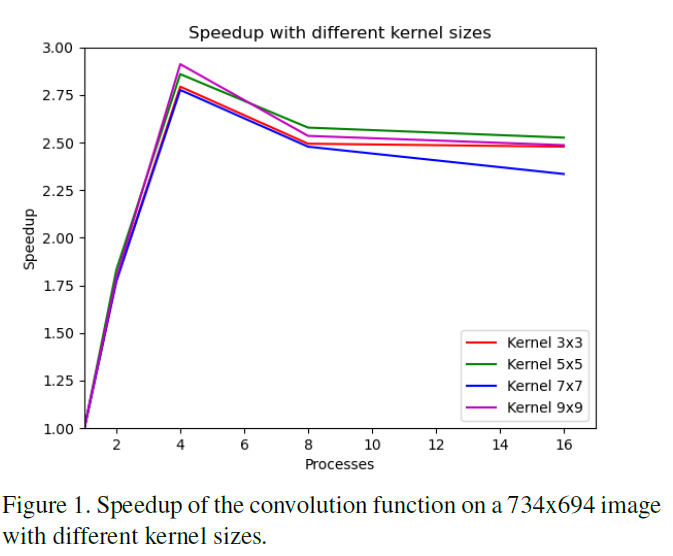 Speedup with different kernel sizes
3.00
2.75
2.50
2.25
2.00
1.75
1.50
1.25
1.00
Speedup
Kernel 3x3
Kernel 5x5
Kernel 7x7
Kernel 9x9
2 4 6 8 10 12 14 16
Processes
Figure 1. Speedup of the convolution function on a 734x694 image
with different kernel sizes.